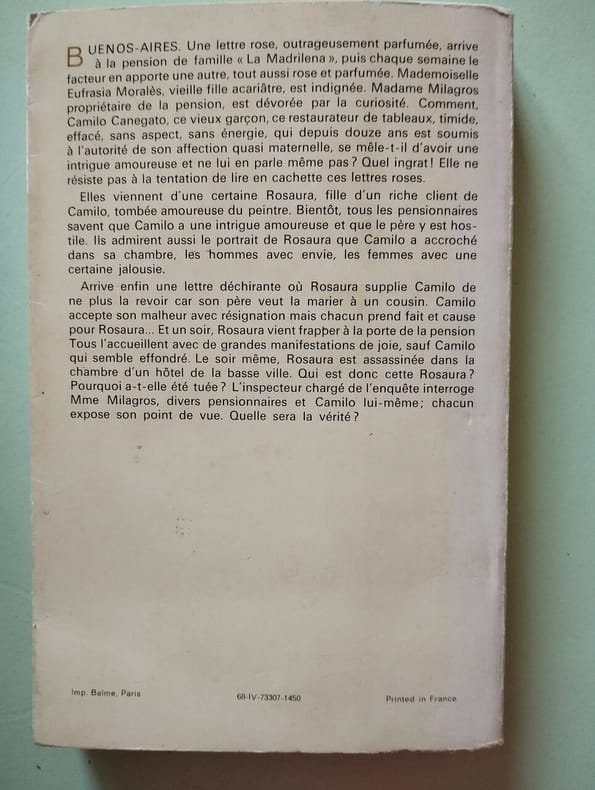 BUENOS-AIRES. Une lettre rose, outrageusement parfumée, arrive
à la pension de famille « La Madrilena », puis chaque semaine le
facteur en apporte une autre, tout aussi rose et parfumée. Mademoiselle
Eufrasia Moralès, vieille fille acariâtre, est indignée. Madame Milagros
propriétaire de la pension, est dévorée par la curiosité. Comment,
Camilo Canegato, ce vieux garçon, ce restaurateur de tableaux, timide,
effacé, sans aspect, sans énergie, qui depuis douze ans est soumis
à l'autorité de son affection quasi maternelle, se mêle-t-il d'avoir une
intrigue amoureuse et ne lui en parle même pas ? Quel ingrat ! Elle ne
résiste pas à la tentation de lire en cachette ces lettres roses.
Elles viennent d'une certaine Rosaura, fille d'un riche client de
Camilo, tombée amoureuse du peintre. Bientôt, tous les pensionnaires
savent que Camilo a une intrigue amoureuse et que le père y est hos-
tile. Ils admirent aussi le portrait de Rosaura que Camilo a accroché
dans sa chambre, les hommes avec envie, les femmes avec une
certaine jalousie.
Arrive enfin une lettre déchirante où Rosaura supplie Camilo de
ne plus la revoir car son père veut la marier à un cousin. Camilo
accepte son malheur avec résignation mais chacun prend fait et cause
pour Rosaura... Et un soir, Rosaura vient frapper à la porte de la pension
Tous l'accueillent avec de grandes manifestations de joie, sauf Camilo
qui semble effondré. Le soir même, Rosaura est assassinée dans la
chambre d'un hôtel de la basse ville. Qui est donc cette Rosaura ?
Pourquoi a-t-elle été tuée ? L'inspecteur chargé de l'enquête interroge
Mme Milagros, divers pensionnaires et Camilo lui-même ; chacun
expose son point de vue. Quelle sera la vérité ?
Imp. Balme, Paris
68-IV-73307-1450
Printed in France